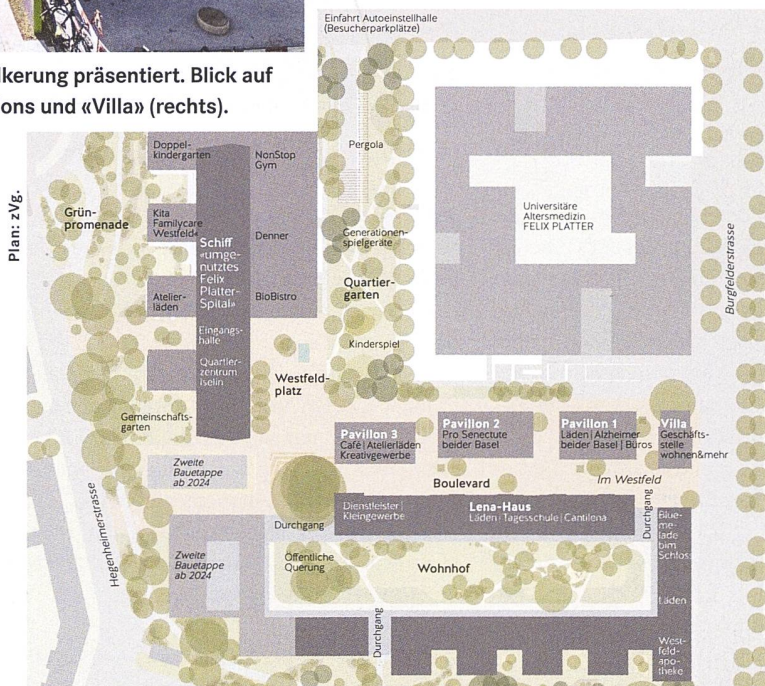 lkerung präsentiert. Blick auf
ons und «Villa» (rechts).
Plan: zVg.
Einfahrt Autoeinstellhalle
(Besucherparkplätze)
Doppel-
kindergarten
NonStop
Gym
Pergola
Grün-
promenade
Kita
Familycare
Westfeld
Schiff
«umge-
nutztes
Felix
Platter-
Spital»
Denner
Generationen-
spielgeräte
Universitäre
Altersmedizin
FELIX PLATTER
Burgfelderstrasse
Atelier-
läden
BioBistro
Quartier-
garten
Eingangs-
halle
Kinderspiel
Quartier-
zentrum
Iselin
Westfeld-
platz
Gemeinschafts-
garten
Pavillon 3
Café | Atelierläden
Kreativgewerbe
Pavillon 2
Pro Senectute
beider Basel
Pavillon 1
Läden | Alzheimer
beider Basel | Büros
Villa
Geschäfts-
stelle
wohnen&mehr
Zweite
Bauetappe
ab 2024
Boulevard
Im Westfeld
Hegenheimerstrasse
Durchgang
Dienstleister |
Kleingewerbe
Lena-Haus
Läden | Tagesschule | Cantilena
Durchgang
Blue-
me-
lade
bim
Schloss
Zweite
Bauetappe
ab 2024
Öffentliche
Querung
Wohnhof
Läden
Durchgang
West-
feld-
apo-
theke